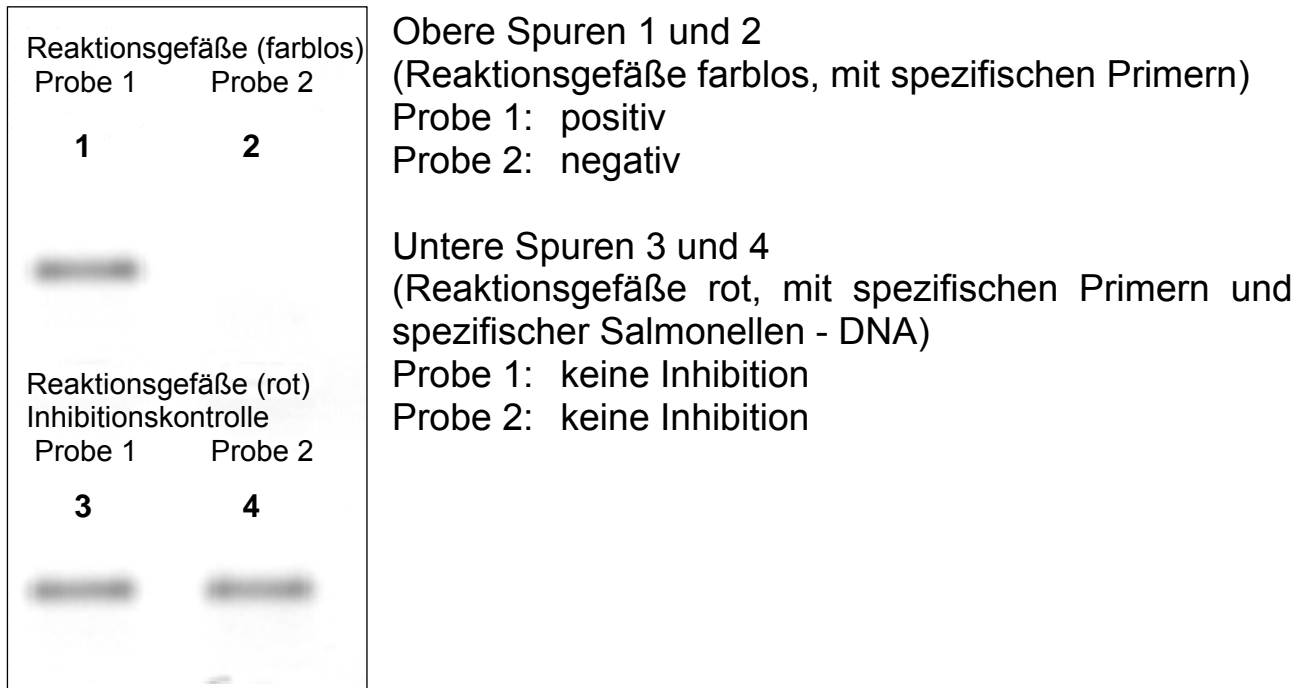 Reaktionsgefäße (farblos)
Probe 1 Probe 2
1 2
Reaktionsgefäße (rot)
Inhibitionskontrolle
Probe 1 Probe 2
3 4
Obere Spuren 1 und 2
(Reaktionsgefäße farblos, mit spezifischen Primern)
Probe 1: positiv
Probe 2: negativ
Untere Spuren 3 und 4
(Reaktionsgefäße rot, mit spezifischen Primern und
spezifischer Salmonellen - DNA)
Probe 1: keine Inhibition
Probe 2: keine Inhibition